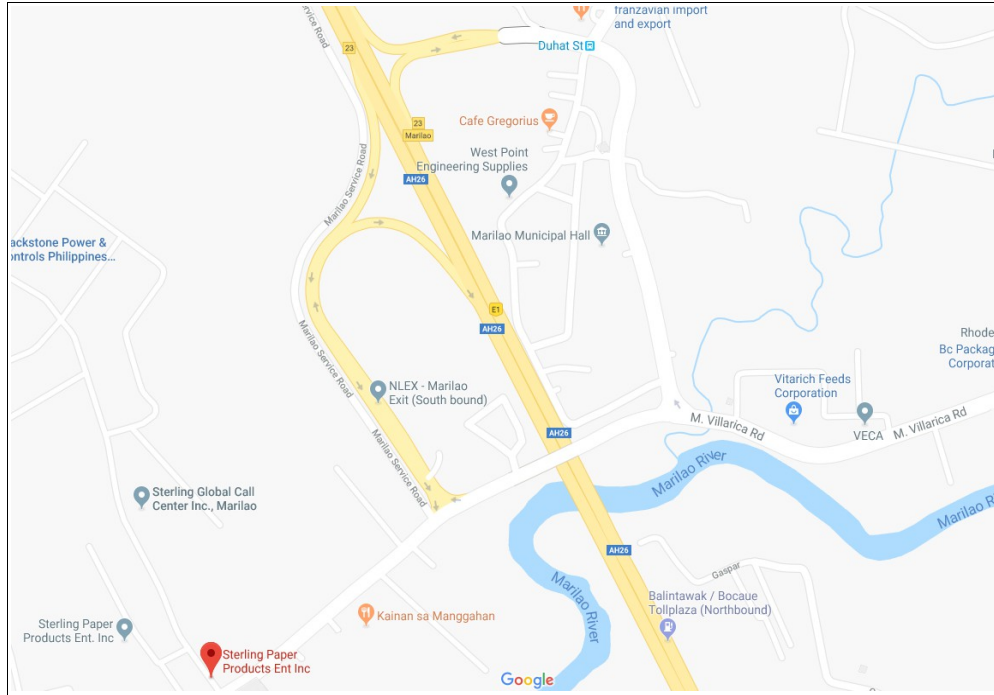 franzavian import
and export
Service Road
23
Duhat St
23
Marilao
Cafe Gregorius
West Point
Engineering Supplies
AH26
Marilao Service Road
Marilao Municipal Hall
ackstone Power &
ontrols Philippines...
E1
AH26
Marilao Service Road
Rhode
Bc Packag
Corporat
NLEX - Marilao
Exit (South bound)
Vitarich Feeds
Corporation
VECA
M. Villarica Rd
M. Villarica Rd
AH26
Marilao Service Road
Marilao River
Sterling Global Call
Center Inc., Marilao
Marilao R
AH26
Gaspar
Marilao River
Balintawak / Bocaue
Tollplaza (Northbound)
Kainan sa Manggahan
Sterling Paper
Products Ent. Inc
Sterling Paper
Products Ent Inc
Google